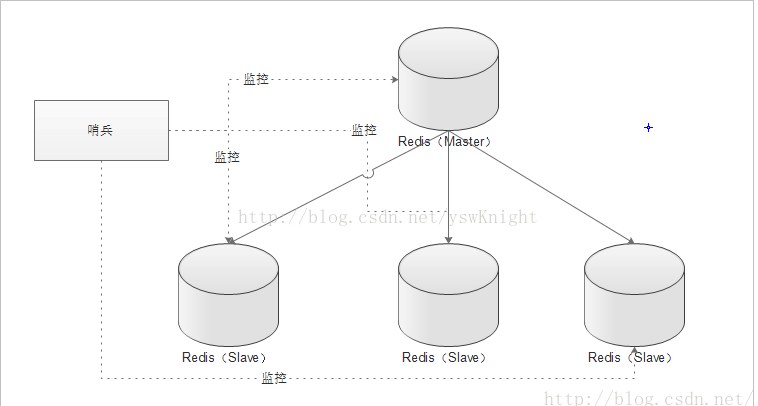 监控
哨兵
监控
Redis（Master）
监控
http://blog.csdn.net/yswKnight
Redis（Slave）
Redis（Slave）
Redis（Slave）
监控
http://blog.csdn.net/